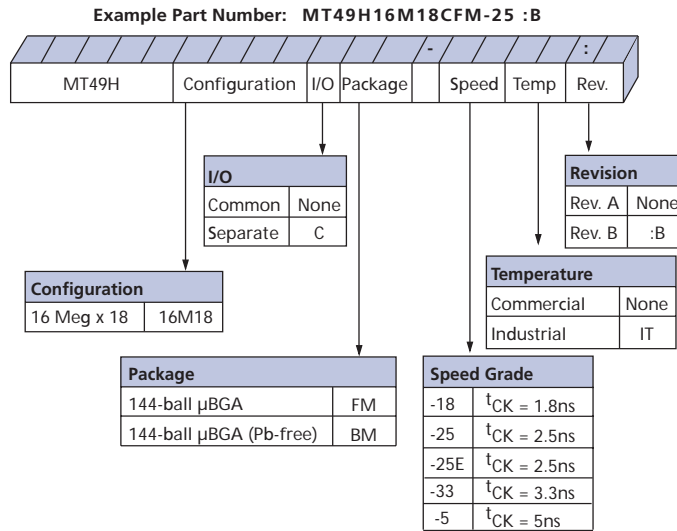 Example Part Number: MT49H16M18CFM-25 :B
- :
MT49H Configuration I/O Package Speed Temp Rev.
I/O
Common None
Separate C
Revision
Rev. A None
Rev. B :B
Configuration
16 Meg x 18 16M18
Temperature
Commercial None
Industrial IT
Package
144-ball µBGA FM
144-ball µBGA (Pb-free) BM
Speed Grade
-18 tCK = 1.8ns
-25 tCK = 2.5ns
-25E tCK = 2.5ns
-33 tCK = 3.3ns
-5 tCK = 5ns